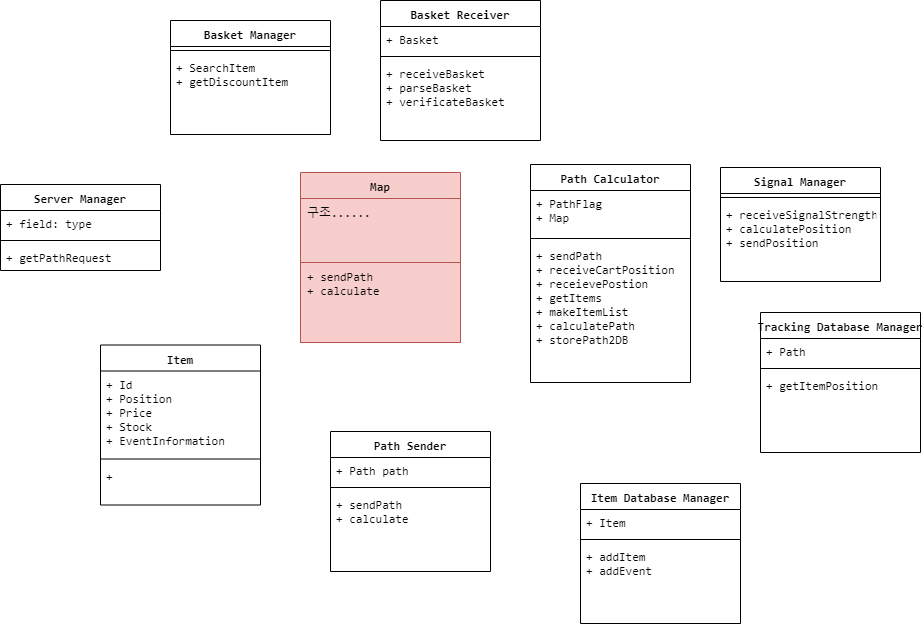 Basket Manager
+ SearchItem
+ getDiscountItem
Basket Receiver
+ Basket
+ receiveBasket
+ parseBasket
+ verificateBasket
Server Manager
+ field: type
+ getPathRequest
Map
구조......
+ sendPath
+ calculate
Path Calculator
+ PathFlag
+ Map
+ sendPath
+ receiveCartPosition
+ receievePostion
+ getItems
+ makeItemList
+ calculatePath
+ storePath2DB
Signal Manager
+ receiveSignalStrength
+ calculatePosition
+ sendPosition
Tracking Database Manager
+ Path
+ getItemPosition
Item
+ Id
+ Position
+ Price
+ Stock
+ EventInformation
+
Path Sender
+ Path path
+ sendPath
+ calculate
Item Database Manager
+ Item
+ addItem
+ addEvent